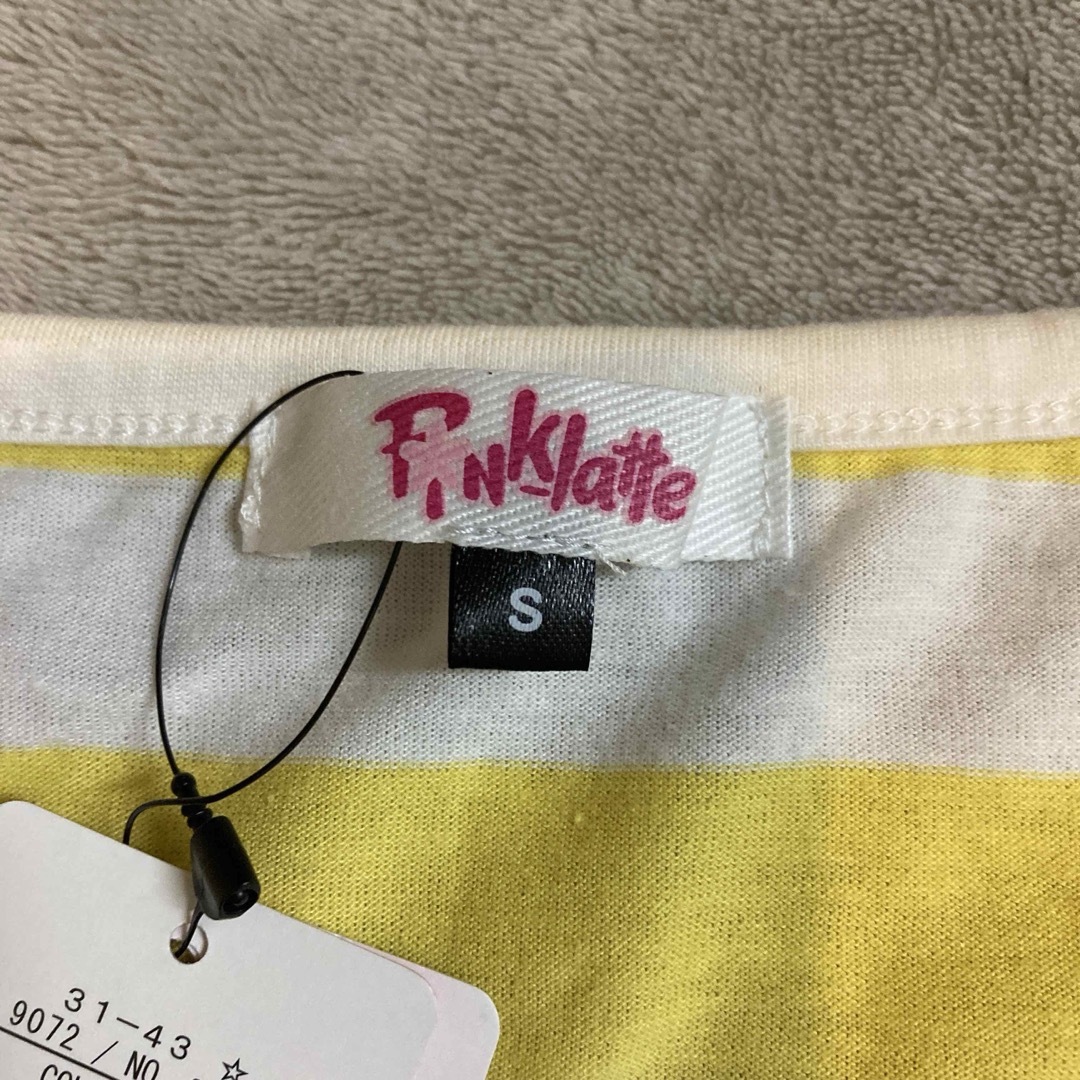 PINKlatte
S
31-43
9072 / NO
☆